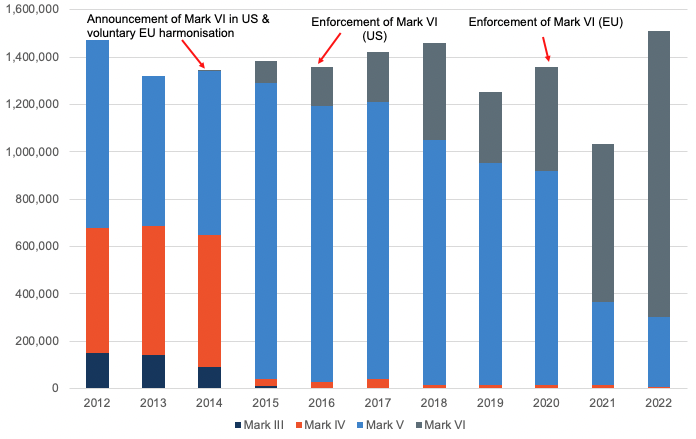 1,600,000
Announcement of Mark VI in US &
voluntary EU harmonisation
Enforcement of Mark VI
(US)
Enforcement of Mark VI (EU)
1,400,000
1,200,000
1,000,000
800,000
600,000
400,000
200,000
0
2012 2013 2014 2015 2016 2017 2018 2019 2020 2021 2022
Mark III Mark IV Mark V Mark VI